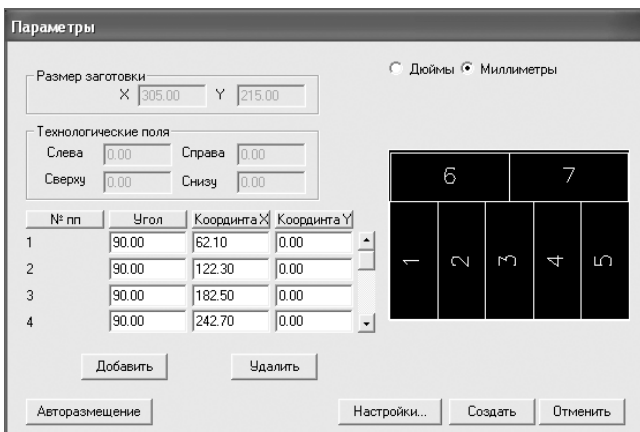 Параметры
Дюймы Миллиметры
Размер заготовки
X 305.00 Y 215.00
Технологические поля
Слева 0.00 Справа 0.00
Сверху 0.00 Снизу 0.00
№ пп Угол Координта X Координта Y
1 90.00 62.10 0.00
2 90.00 122.30 0.00
3 90.00 182.50 0.00
4 90.00 242.70 0.00
6 7
1 2 3 4 5
Добавить Удалить
Авторазмещение Настройки... Создать Отменить